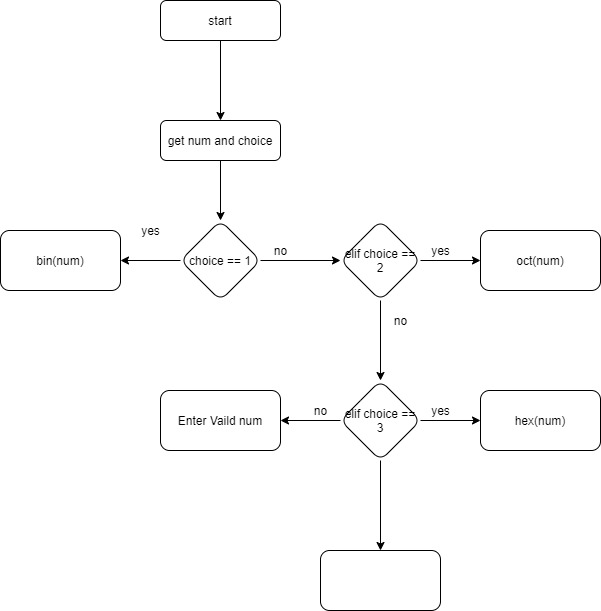 start
get num and choice
yes
bin(num)
choice == 1
no
elif choice ==
2
yes
oct(num)
no
Enter Vaild num
no
elif choice ==
3
yes
hex(num)